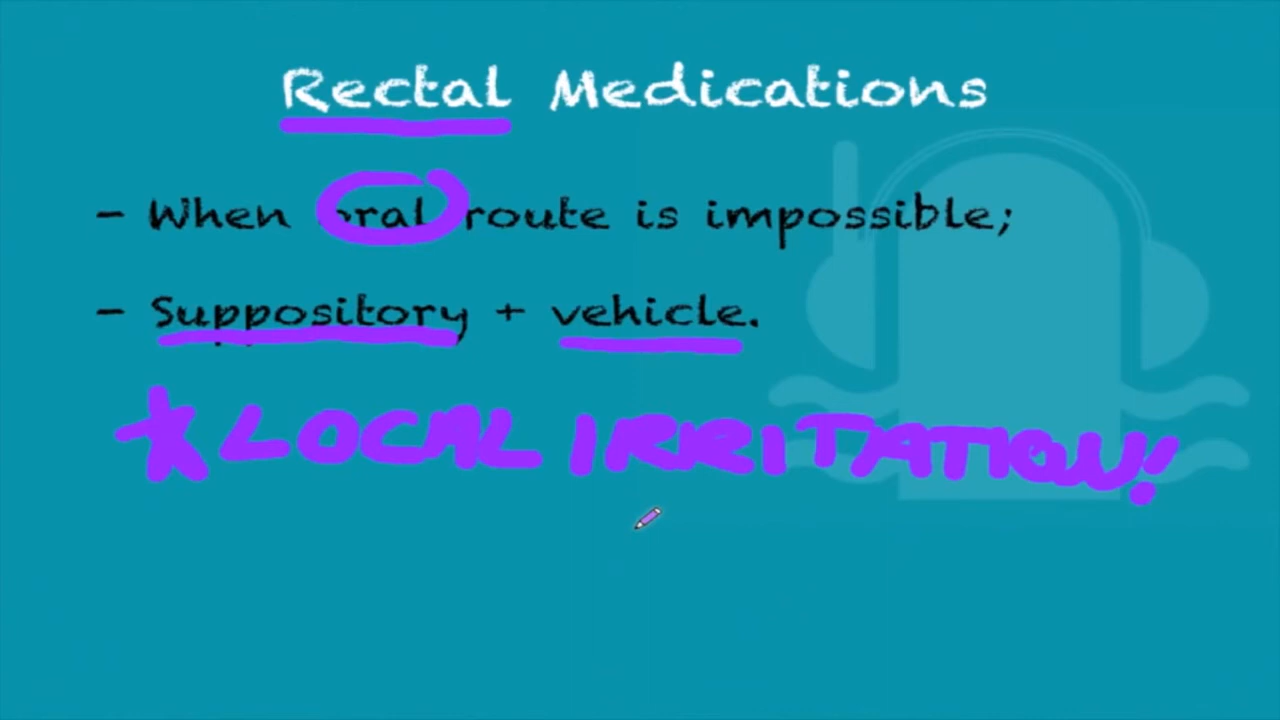 Rectal Medications
- When oral route is impossible;
- Suppository + vehicle.
* LOCAL IRRITATION!